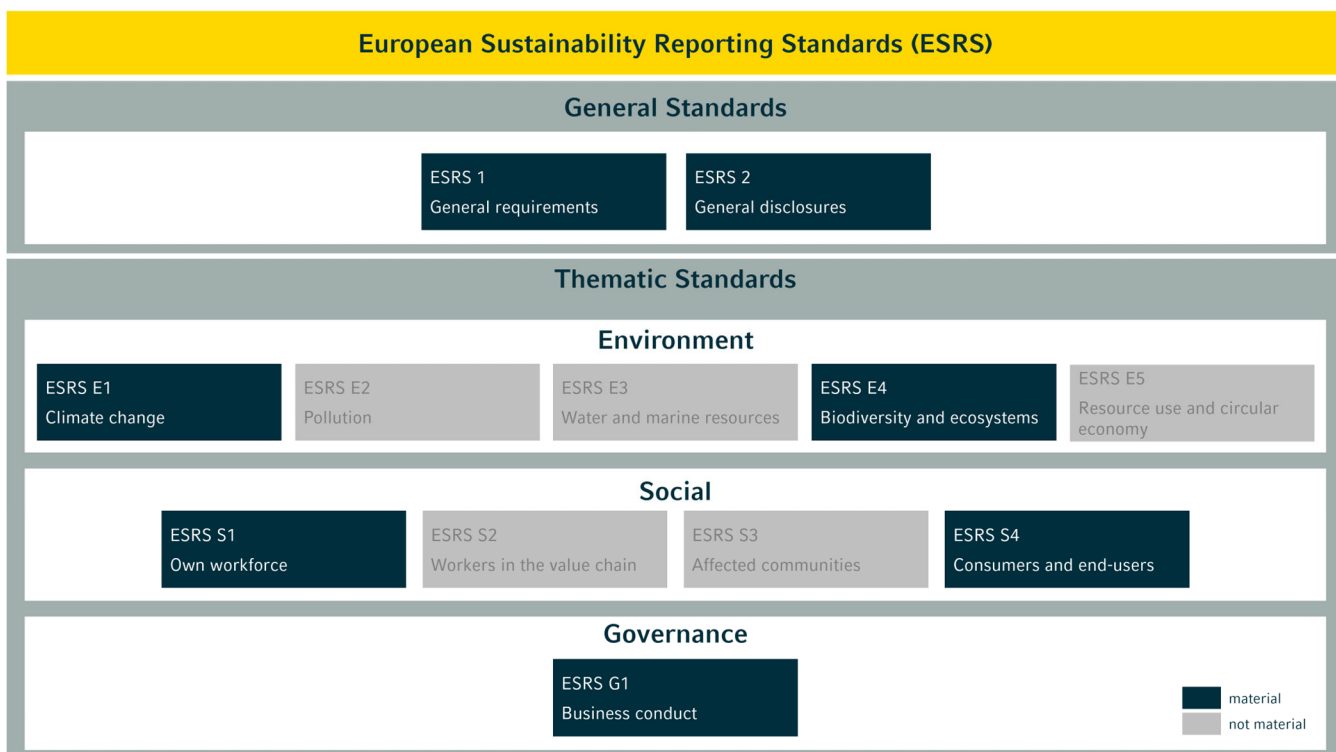 European Sustainability Reporting Standards (ESRS)
General Standards
ESRS 1
General requirements
ESRS 2
General disclosures
Thematic Standards
Environment
ESRS E1
Climate change
ESRS E2
Pollution
ESRS E3
Water and marine resources
ESRS E4
Biodiversity and ecosystems
ESRS E5
Resource use and circular
economy
Social
ESRS S1
Own workforce
ESRS S2
Workers in the value chain
ESRS S3
Affected communities
ESRS S4
Consumers and end-users
Governance
ESRS G1
Business conduct
material
not material